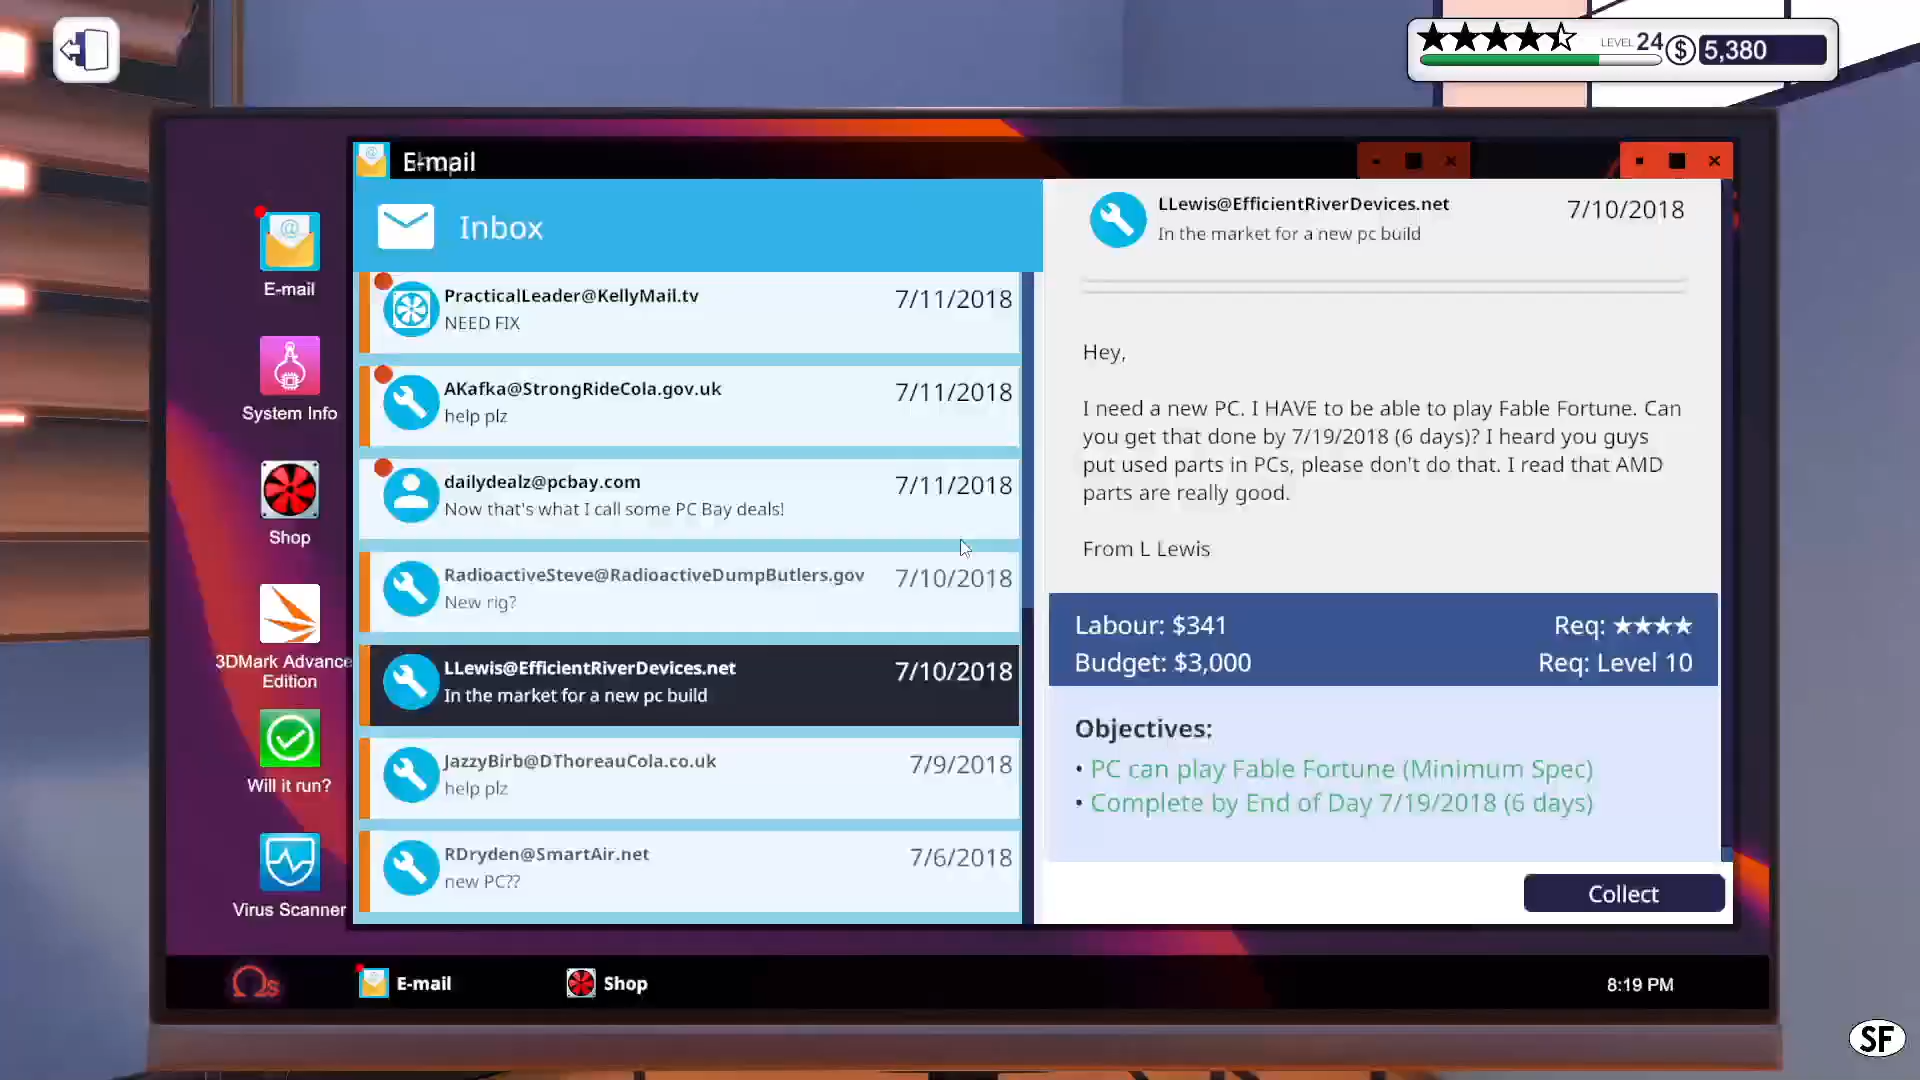 LEVEL 24
5,380
E-mail
Inbox
PracticalLeader@KellyMail.tv
7/11/2018
NEED FIX
AKafka@StrongRideCola.gov.uk
7/11/2018
help plz
dailydealz@pcbay.com
7/11/2018
Now that's what I call some PC Bay deals!
RadioactiveSteve@RadioactiveDumpButlers.gov
7/10/2018
New rig?
LLewis@EfficientRiverDevices.net
7/10/2018
In the market for a new pc build
JazzyBirb@DThoreauCola.co.uk
7/9/2018
help plz
RDryden@SmartAir.net
7/6/2018
new PC??
LLewis@EfficientRiverDevices.net
7/10/2018
In the market for a new pc build
Hey,
I need a new PC. I HAVE to be able to play Fable Fortune. Can
you get that done by 7/19/2018 (6 days)? I heard you guys
put used parts in PCs, please don't do that. I read that AMD
parts are really good.
From L Lewis
Labour: $341
Req: ★★★★
Budget: $3,000
Req: Level 10
Objectives:
• PC can play Fable Fortune (Minimum Spec)
• Complete by End of Day 7/19/2018 (6 days)
Collect
E-mail
System Info
Shop
3DMark Advance
Edition
Will it run?
Virus Scanner
Ωs
E-mail
Shop
8:19 PM
SF